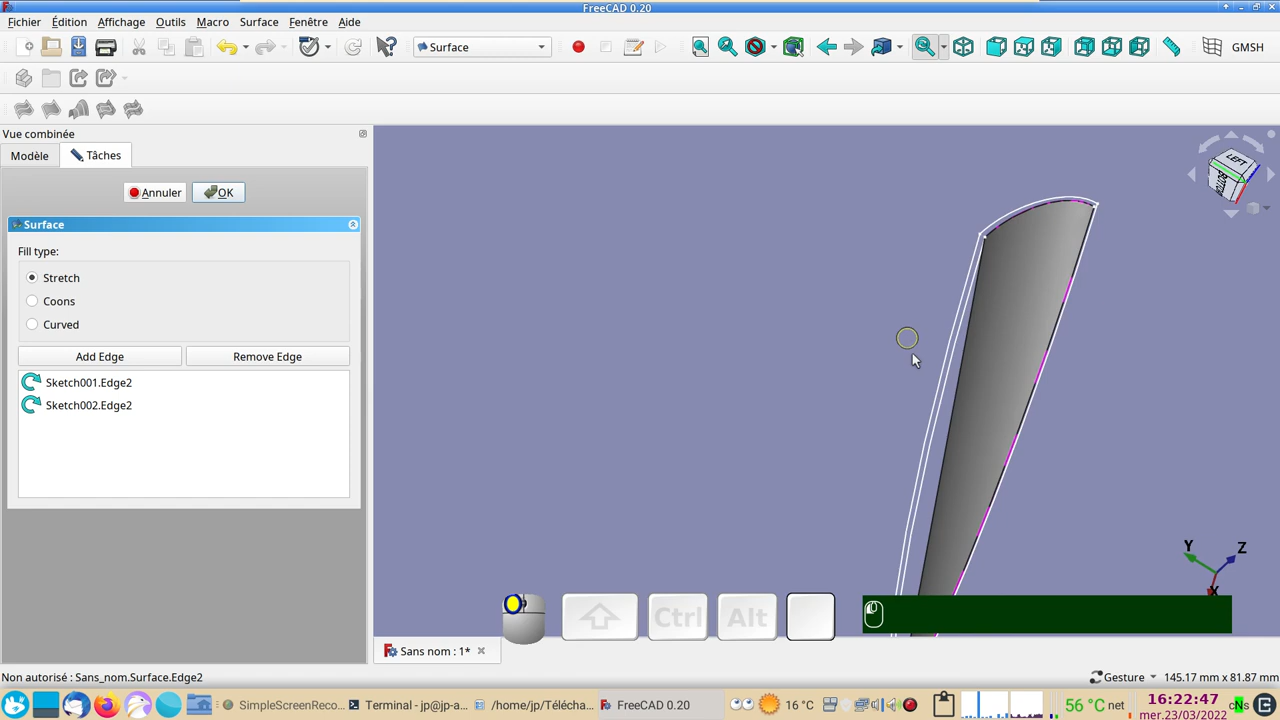 FreeCAD 0.20
Fichier Édition Affichage Outils Macro Surface Fenêtre Aide
Surface
GMSH
Vue combinée
Modèle Tâches
Annuler OK
Surface
Fill type:
Stretch
Coons
Curved
Add Edge Remove Edge
Sketch001.Edge2
Sketch002.Edge2
LEFT
Y Z
X
Ctrl Alt
Sans nom : 1*
Non autorisé : Sans_nom.Surface.Edge2 Gesture 145.17 mm x 81.87 mm
SimpleScreenReco... Terminal - jp@jp-a... /home/jp/Télécha... FreeCAD 0.20 16 °C 56 °C net 16:22:47
mer.23/03/2022